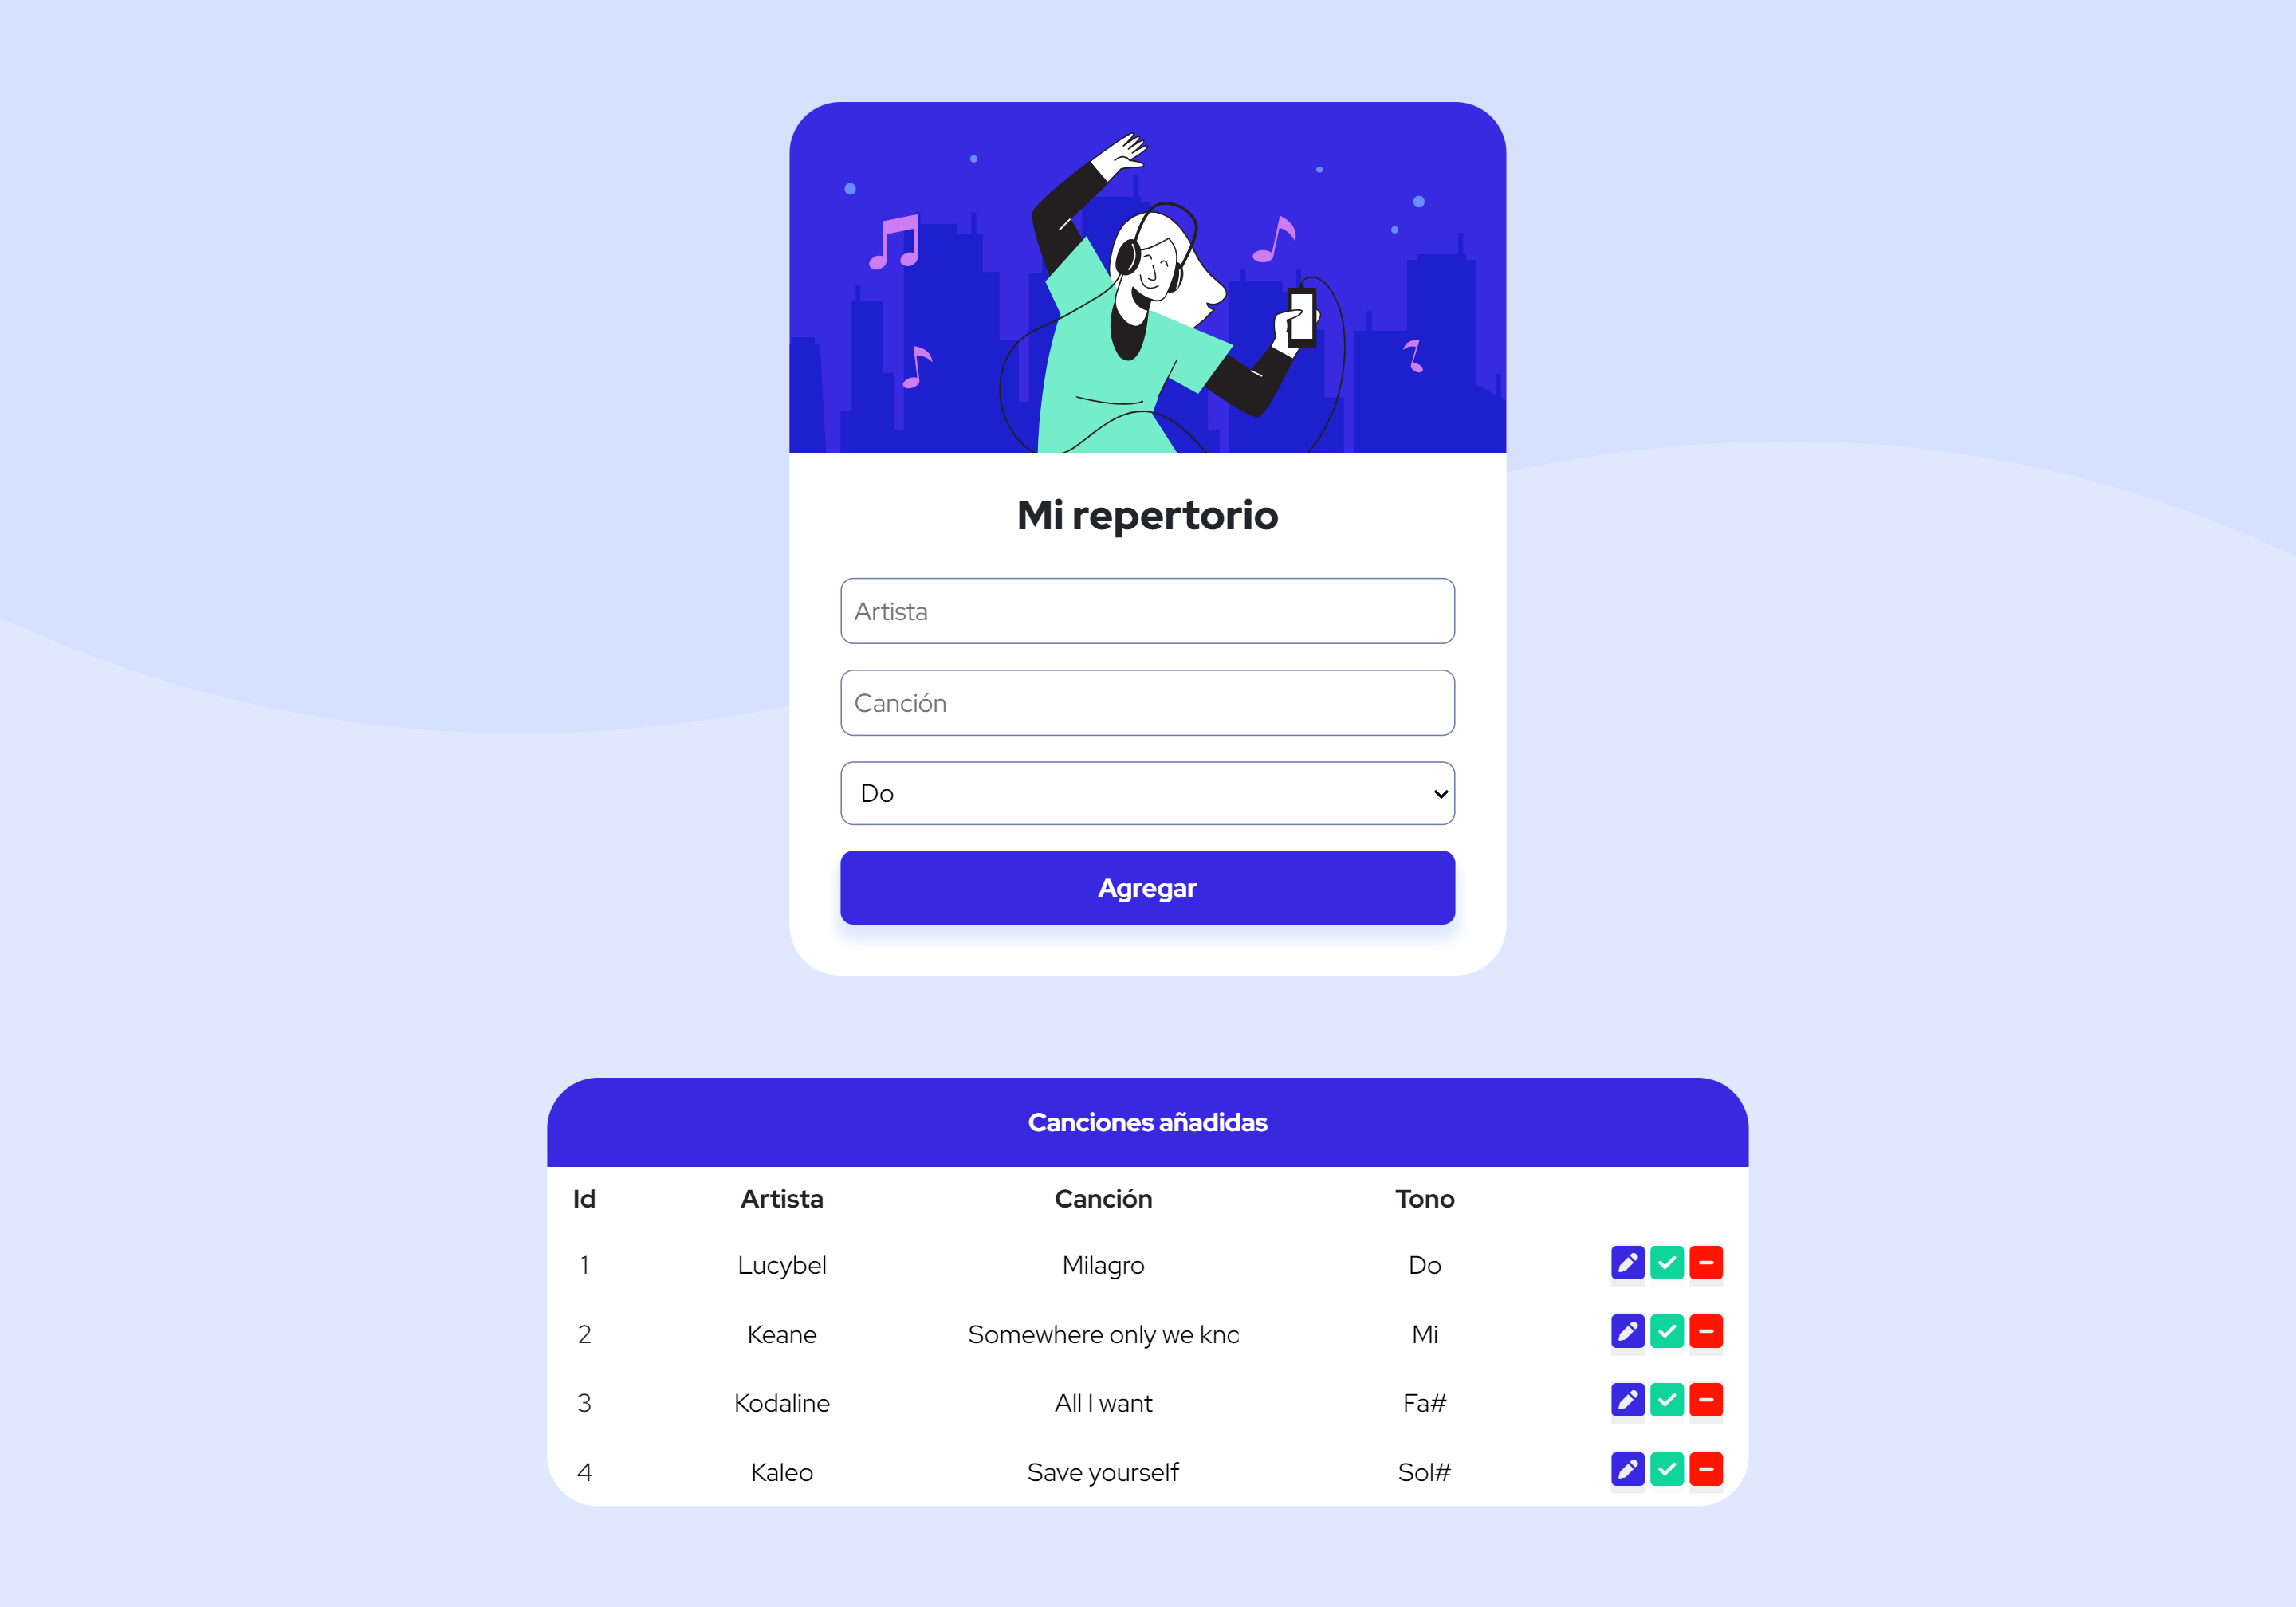 Mi repertorio
Artista
Canción
Do
Agregar
Canciones añadidas
Id Artista Canción Tono
1 Lucybel Milagro Do
2 Keane Somewhere only we kno Mi
3 Kodaline All I want Fa#
4 Kaleo Save yourself Sol#